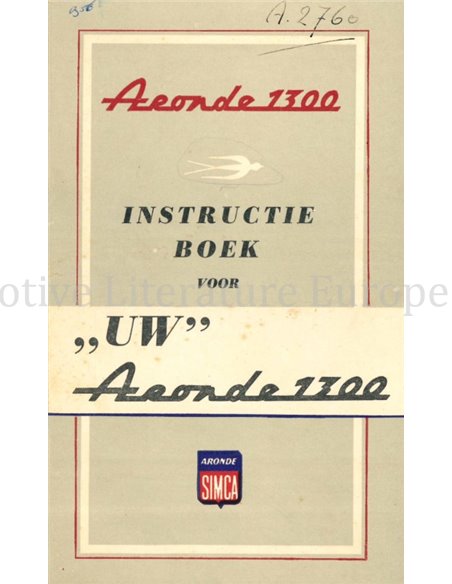 A.2760
Aronde 1300
INSTRUCTIE
BOEK
VOOR
otive Literature Europe
„UW”
Aronde 1300
ARONDE
SIMCA